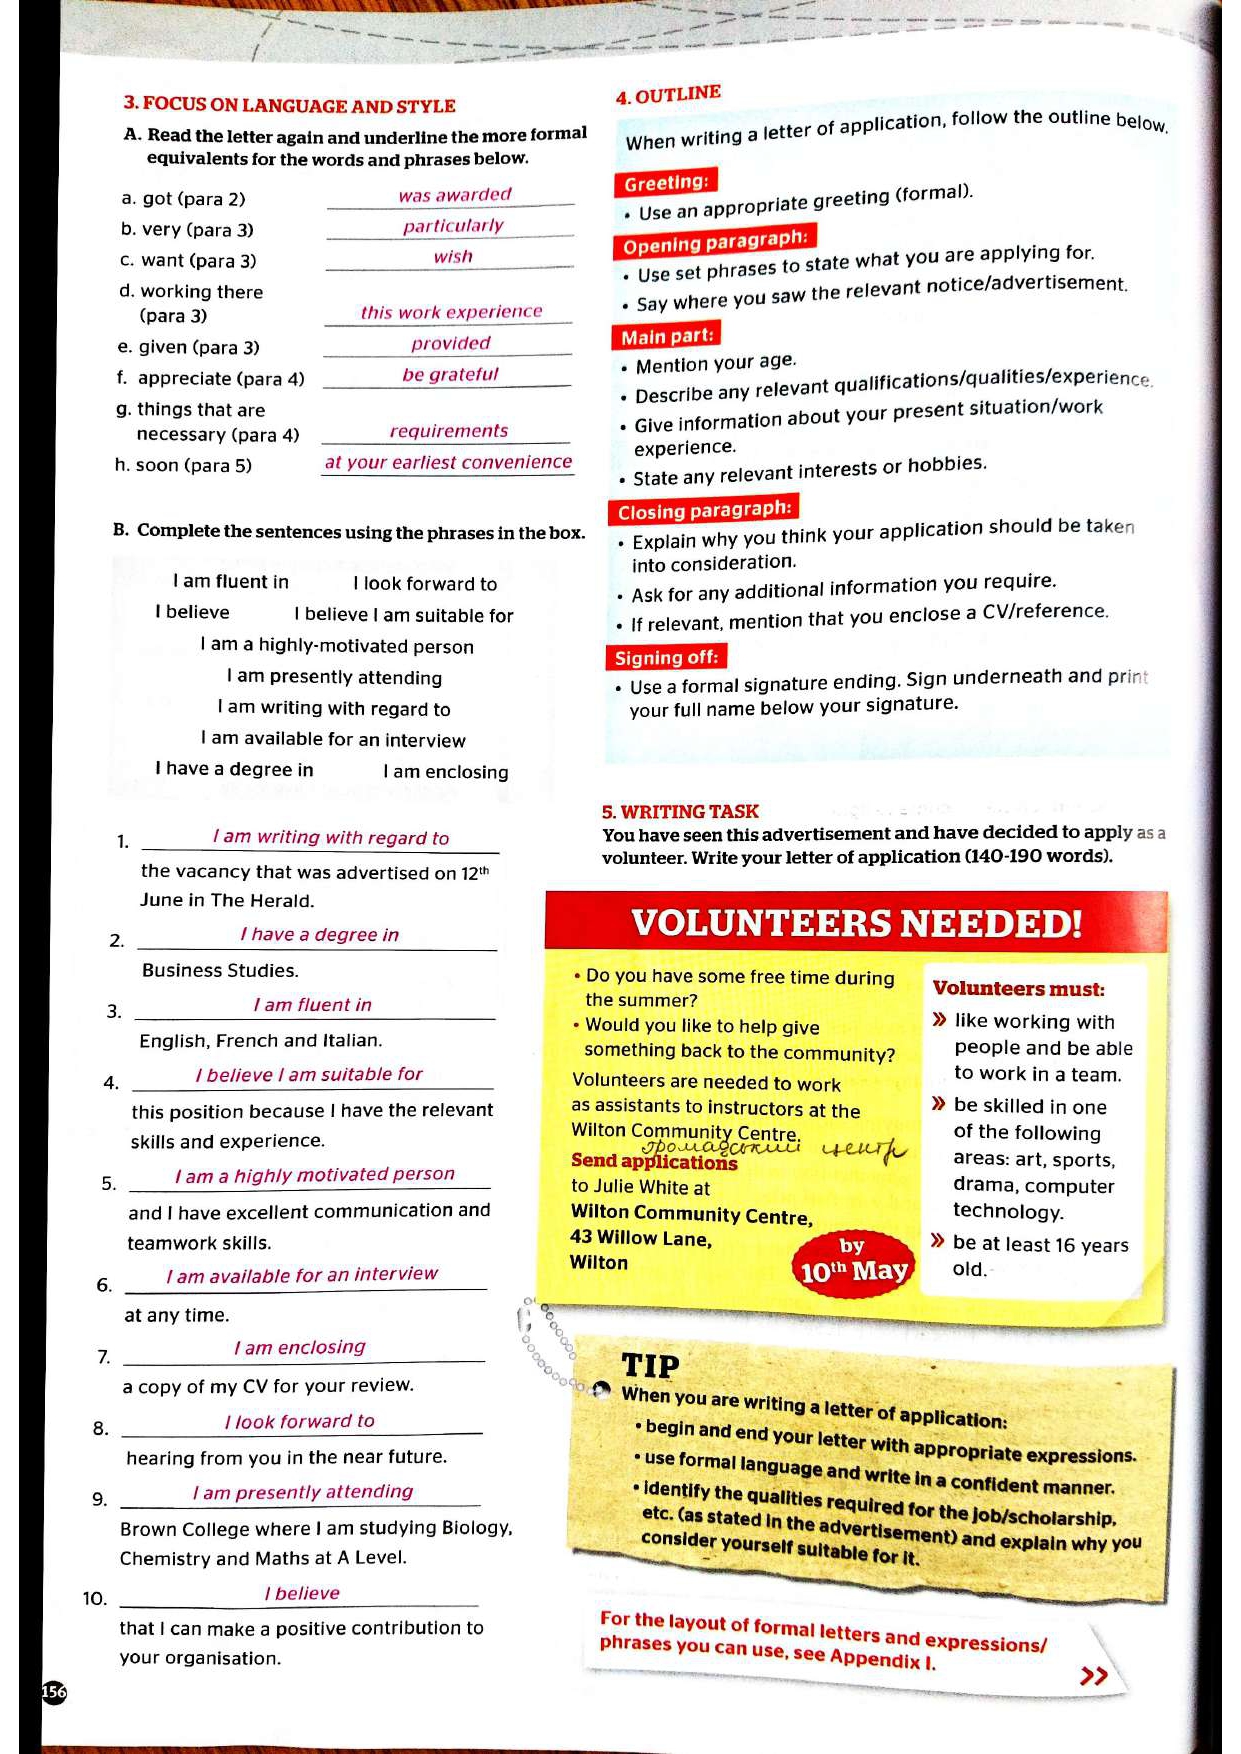 3. FOCUS ON LANGUAGE AND STYLE
A. Read the letter again and underline the more formal
equivalents for the words and phrases below.
a. got (para 2) was awarded
b. very (para 3) particularly
c. want (para 3) wish
d. working there
(para 3) this work experience
e. given (para 3) provided
f. appreciate (para 4) be grateful
g. things that are
necessary (para 4) requirements
h. soon (para 5) at your earliest convenience
B. Complete the sentences using the phrases in the box.
I am fluent in I look forward to
I believe I believe I am suitable for
I am a highly-motivated person
I am presently attending
I am writing with regard to
I am available for an interview
I have a degree in I am enclosing
1. I am writing with regard to
the vacancy that was advertised on 12th
June in The Herald.
2. I have a degree in
Business Studies.
3. I am fluent in
English, French and Italian.
4. I believe I am suitable for
this position because I have the relevant
skills and experience.
5. I am a highly motivated person
and I have excellent communication and
teamwork skills.
6. I am available for an interview
at any time.
7. I am enclosing
a copy of my CV for your review.
8. I look forward to
hearing from you in the near future.
9. I am presently attending
Brown College where I am studying Biology,
Chemistry and Maths at A Level.
10. I believe
that I can make a positive contribution to
your organisation.
156
4. OUTLINE
When writing a letter of application, follow the outline below.
Greeting:
• Use an appropriate greeting (formal).
Opening paragraph:
• Use set phrases to state what you are applying for.
• Say where you saw the relevant notice/advertisement.
Main part:
• Mention your age.
• Describe any relevant qualifications/qualities/experience.
• Give information about your present situation/work
experience.
• State any relevant interests or hobbies.
Closing paragraph:
• Explain why you think your application should be taken
into consideration.
• Ask for any additional information you require.
• If relevant, mention that you enclose a CV/reference.
Signing off:
• Use a formal signature ending. Sign underneath and print
your full name below your signature.
5. WRITING TASK
You have seen this advertisement and have decided to apply as a
volunteer. Write your letter of application (140-190 words).
VOLUNTEERS NEEDED!
• Do you have some free time during
the summer?
• Would you like to help give
something back to the community?
Volunteers are needed to work
as assistants to instructors at the
Wilton Community Centre.
громадський центр
Send applications
to Julie White at
Wilton Community Centre,
43 Willow Lane,
Wilton
by
10th May
Volunteers must:
» like working with
people and be able
to work in a team.
» be skilled in one
of the following
areas: art, sports,
drama, computer
technology.
» be at least 16 years
old.
TIP
When you are writing a letter of application:
• begin and end your letter with appropriate expressions.
• use formal language and write in a confident manner.
• identify the qualities required for the job/scholarship,
etc. (as stated in the advertisement) and explain why you
consider yourself suitable for it.
For the layout of formal letters and expressions/
phrases you can use, see Appendix I.
»